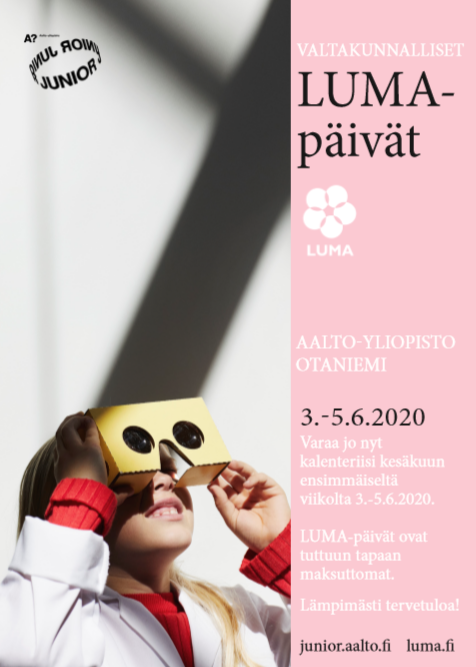 A?
JUNIOR
JUNIOR
VALTAKUNNALLISET
LUMA-
päivät
LUMA
AALTO-YLIOPISTO
OTANIEMI
3.-5.6.2020
Varaa jo nyt
kalenteriisi kesäkuun
ensimmäiseltä
viikolta 3.-5.6.2020.
LUMA-päivät ovat
tuttuun tapaan
maksuttomat.
Lämpimästi tervetuloa!
junior.aalto.fi luma.fi